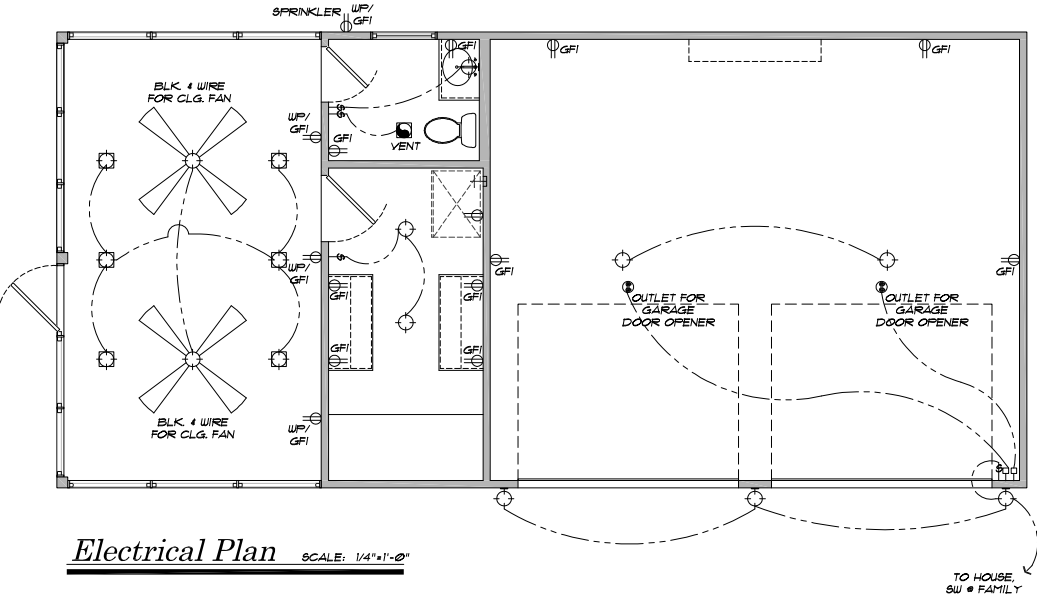 SPRINKLER
WP/
GFI
GFI
GFI
GFI
BLK. & WIRE
FOR CLG. FAN
WP/
GFI
$$
GFI
VENT
$
WP/
GFI
GFI
GFI
GFI
GFI
GFI
GFI
OUTLET FOR
GARAGE
DOOR OPENER
OUTLET FOR
GARAGE
DOOR OPENER
BLK. & WIRE
FOR CLG. FAN
WP/
GFI
$
Electrical Plan
SCALE: 1/4"=1'-0"
TO HOUSE,
SW @ FAMILY